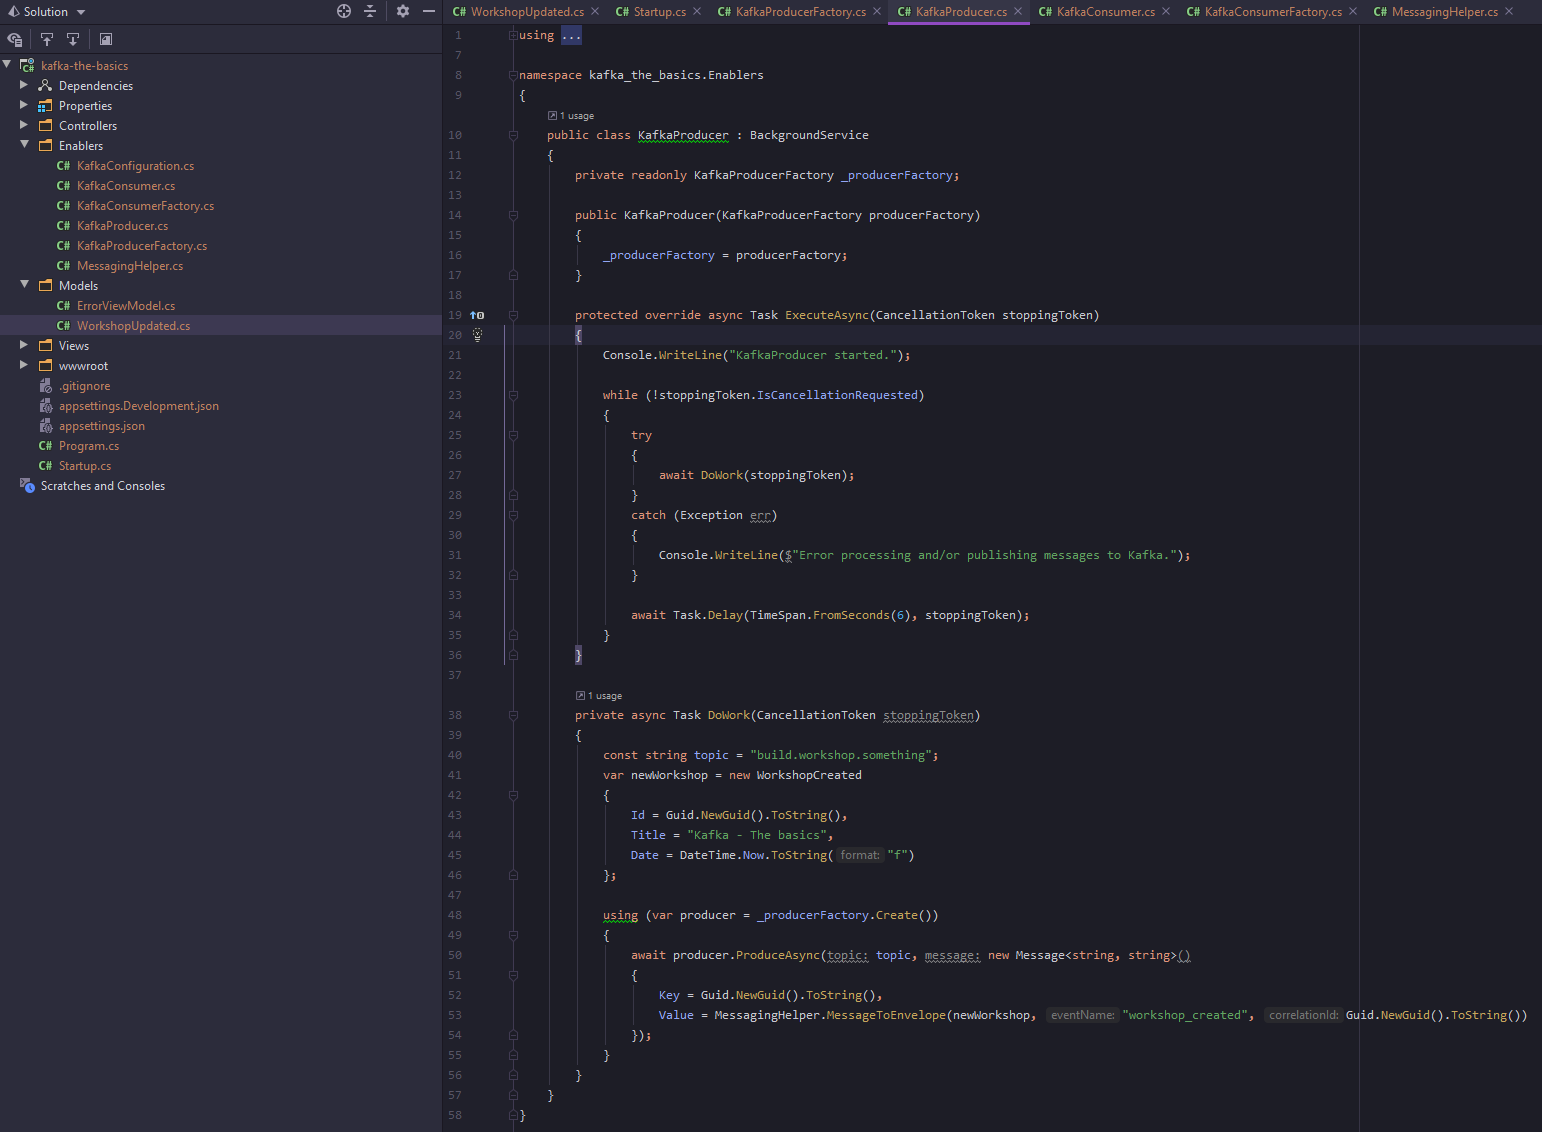 Solution
WorkshopUpdated.cs
Startup.cs
KafkaProducerFactory.cs
KafkaProducer.cs
KafkaConsumer.cs
KafkaConsumerFactory.cs
MessagingHelper.cs
kafka-the-basics
Dependencies
Properties
Controllers
Enablers
C# KafkaConfiguration.cs
C# KafkaConsumer.cs
C# KafkaConsumerFactory.cs
C# KafkaProducer.cs
C# KafkaProducerFactory.cs
C# MessagingHelper.cs
Models
C# ErrorViewModel.cs
C# WorkshopUpdated.cs
Views
wwwroot
.gitignore
appsettings.Development.json
appsettings.json
C# Program.cs
C# Startup.cs
Scratches and Consoles
1 using ...
7
8 namespace kafka_the_basics.Enablers
9 {
1 usage
10 public class KafkaProducer : BackgroundService
11 {
12 private readonly KafkaProducerFactory _producerFactory;
13
14 public KafkaProducer(KafkaProducerFactory producerFactory)
15 {
16 _producerFactory = producerFactory;
17 }
18
19 protected override async Task ExecuteAsync(CancellationToken stoppingToken)
20 {
21 Console.WriteLine("KafkaProducer started.");
22
23 while (!stoppingToken.IsCancellationRequested)
24 {
25 try
26 {
27 await DoWork(stoppingToken);
28 }
29 catch (Exception err)
30 {
31 Console.WriteLine($"Error processing and/or publishing messages to Kafka.");
32 }
33
34 await Task.Delay(TimeSpan.FromSeconds(6), stoppingToken);
35 }
36 }
37
1 usage
38 private async Task DoWork(CancellationToken stoppingToken)
39 {
40 const string topic = "build.workshop.something";
41 var newWorkshop = new WorkshopCreated
42 {
43 Id = Guid.NewGuid().ToString(),
44 Title = "Kafka - The basics",
45 Date = DateTime.Now.ToString( format: "f")
46 };
47
48 using (var producer = _producerFactory.Create())
49 {
50 await producer.ProduceAsync(topic: topic, message: new Message<string, string>()
51 {
52 Key = Guid.NewGuid().ToString(),
53 Value = MessagingHelper.MessageToEnvelope(newWorkshop, eventName: "workshop_created", correlationId: Guid.NewGuid().ToString())
54 });
55 }
56 }
57 }
58 }